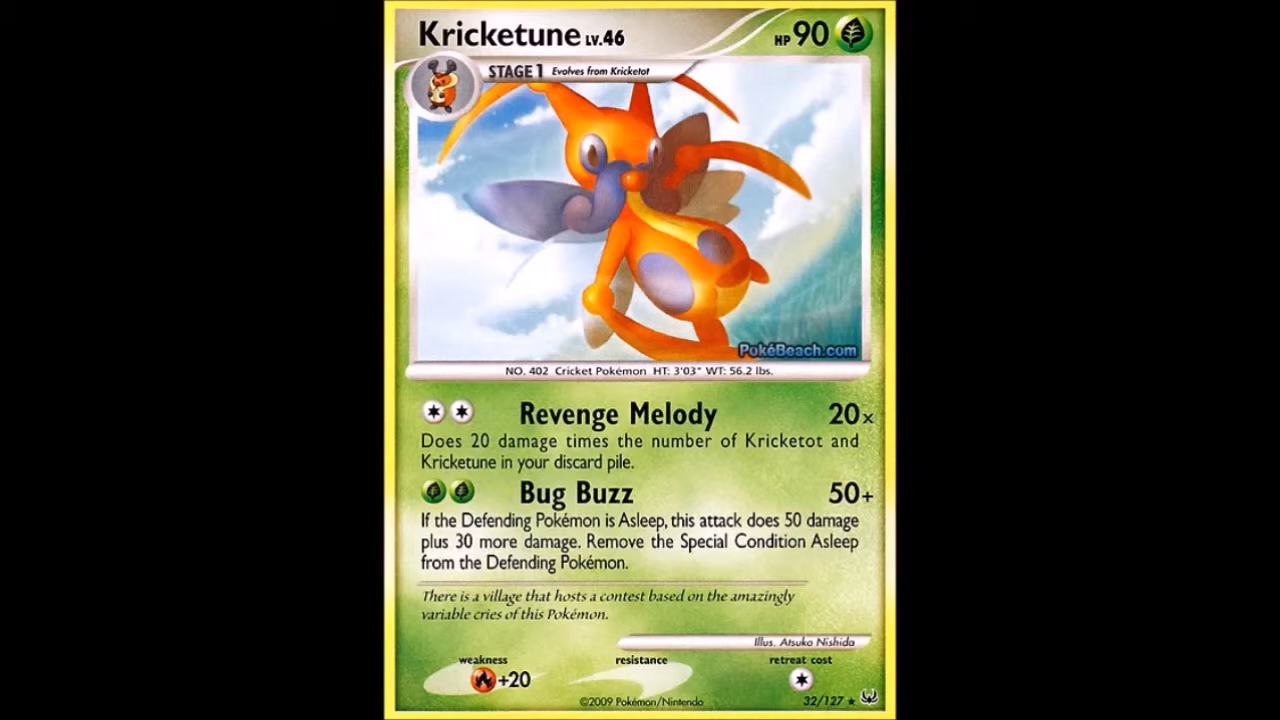 Kricketune LV.46
HP 90
STAGE 1 Evolves from Kricketot
PokéBeach.com
NO. 402 Cricket Pokémon HT: 3'03" WT: 56.2 lbs.
Revenge Melody 20x
Does 20 damage times the number of Kricketot and
Kricketune in your discard pile.
Bug Buzz 50+
If the Defending Pokémon is Asleep, this attack does 50 damage
plus 30 more damage. Remove the Special Condition Asleep
from the Defending Pokémon.
There is a village that hosts a contest based on the amazingly
variable cries of this Pokémon.
Illus. Atsuko Nishida
weakness resistance retreat cost
+20
©2009 Pokémon/Nintendo 32/127 ★